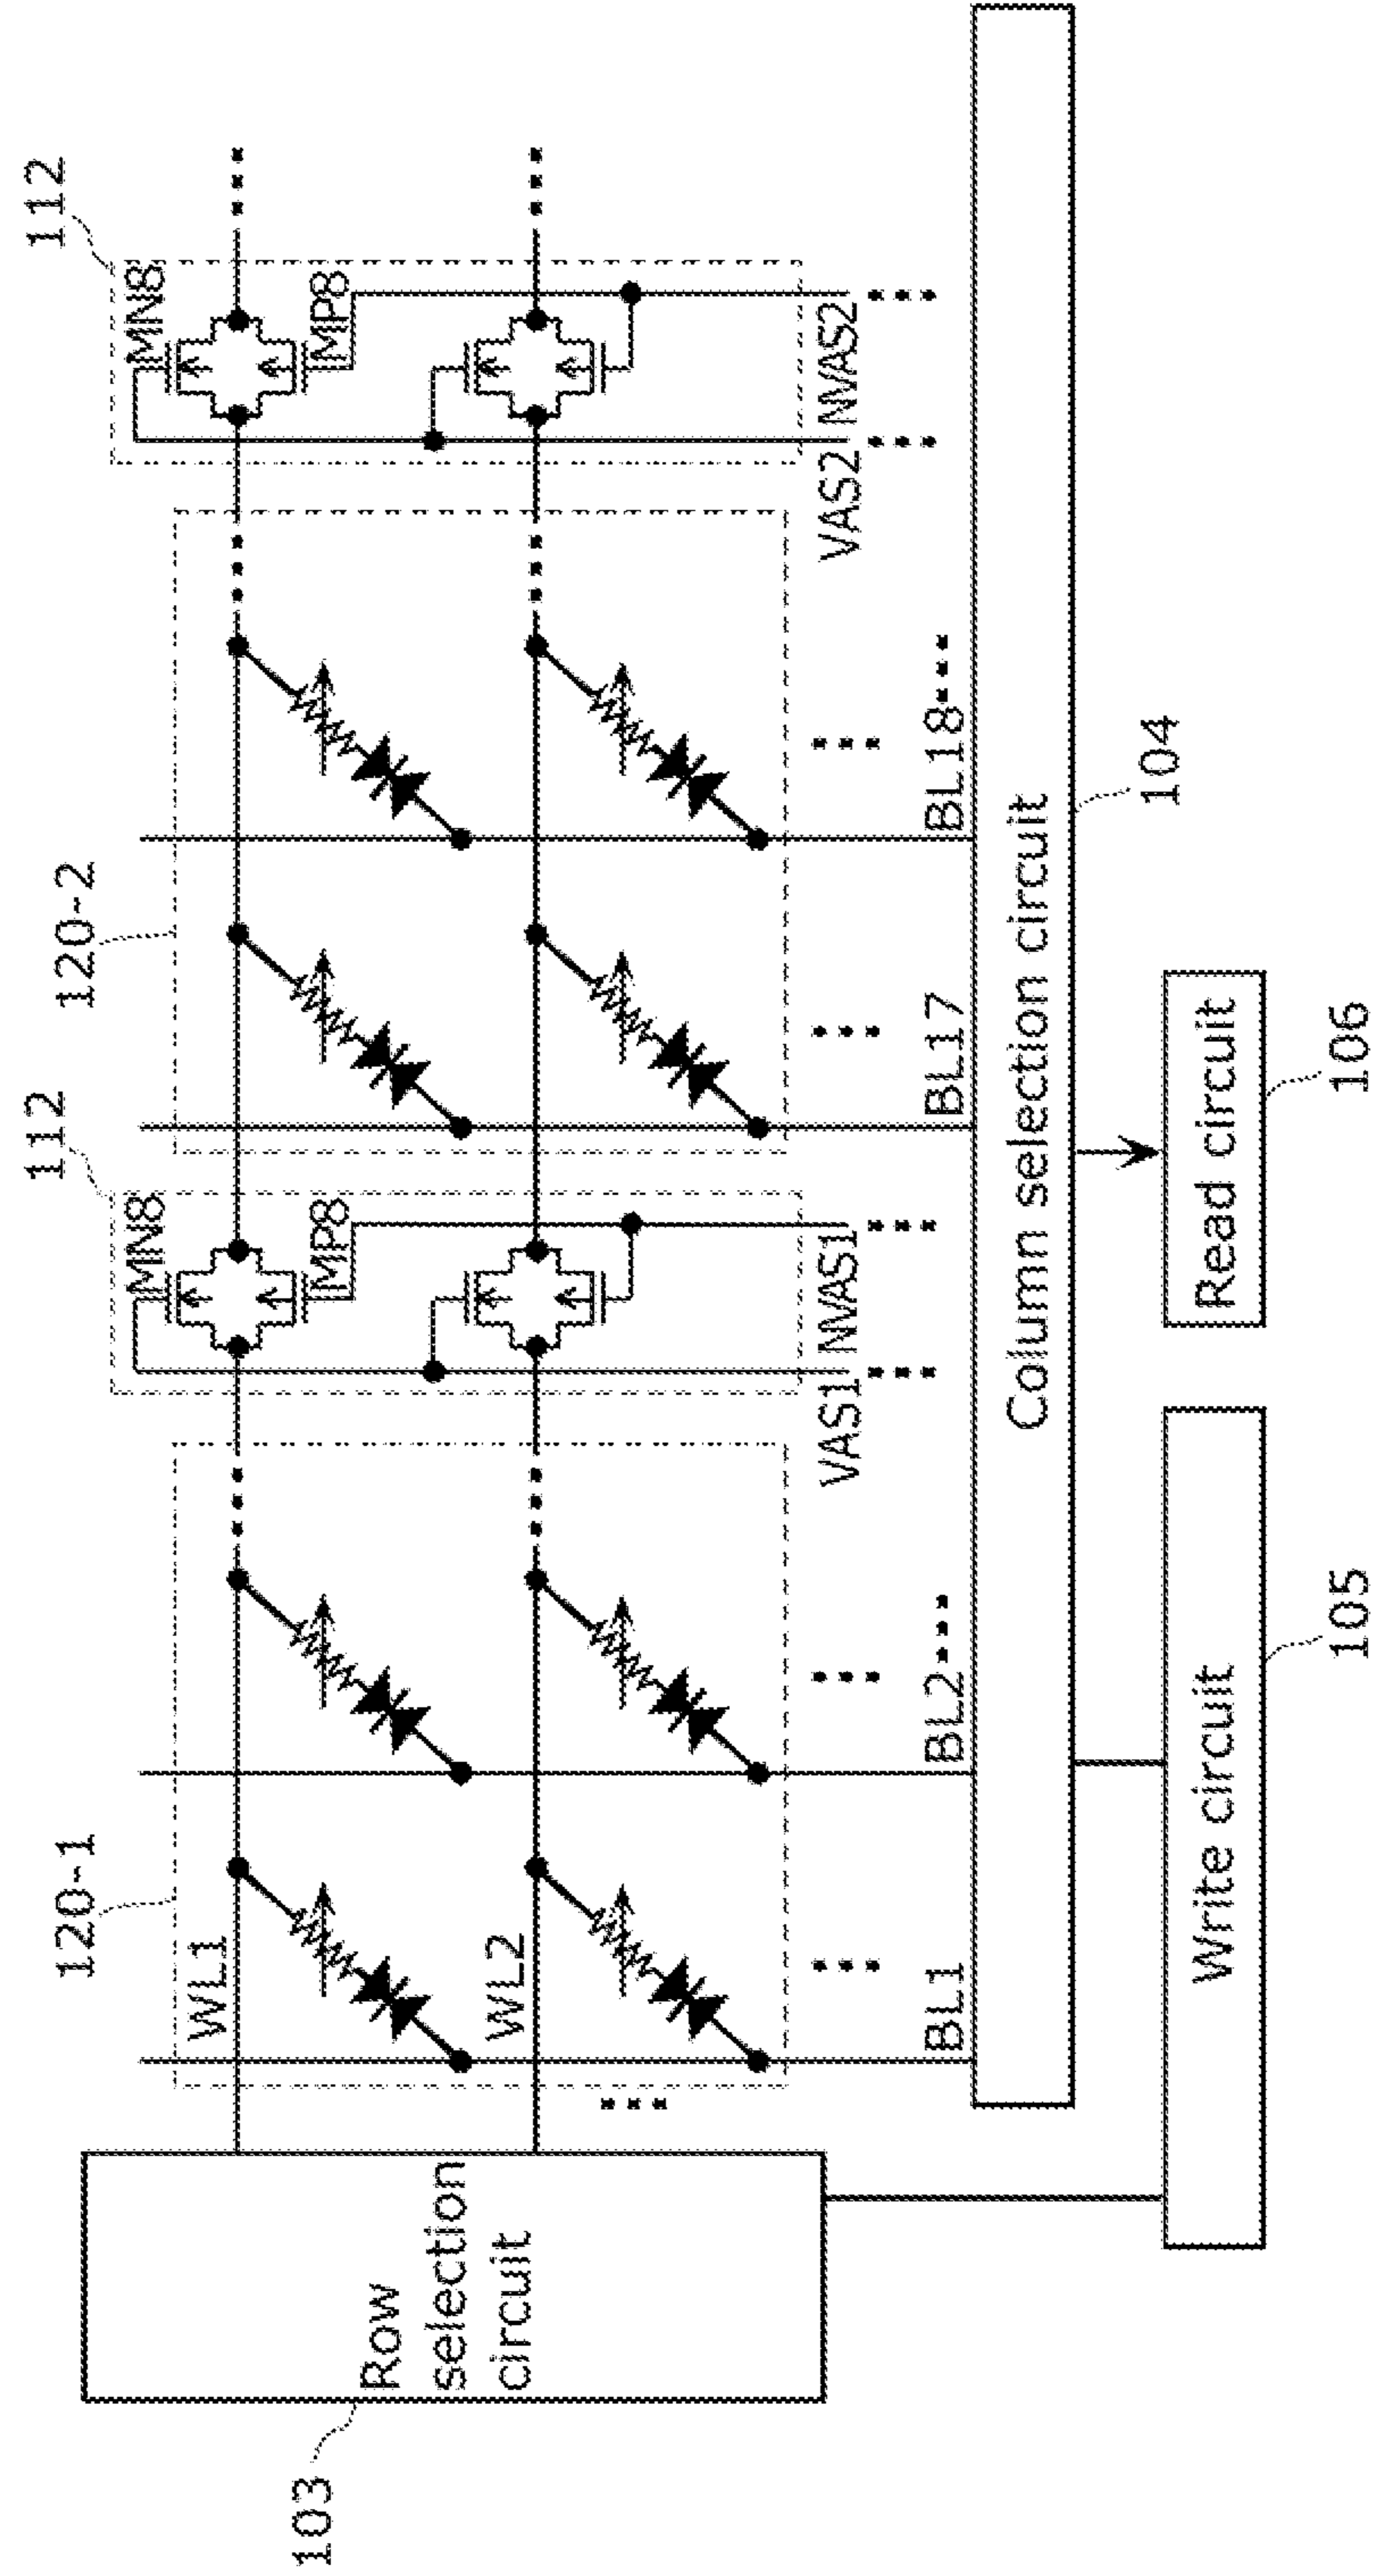 112
112
120-1
120-2
MN8
MN8
WL1
MP8
MP8
103
Row
selection
circuit
WL2
VAS1 NVAS1
VAS2 NVAS2
BL1
BL2
BL17
BL18
Column selection circuit
104
Write circuit
Read circuit
105
106